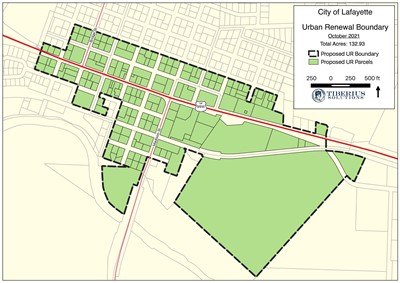 City of Lafayette
Urban Renewal Boundary
October 2021
Total Acres: 132.93
Proposed UR Boundary
Proposed UR Parcels
250 0 250 500 ft
TIBERIUS
SOLUTIONS